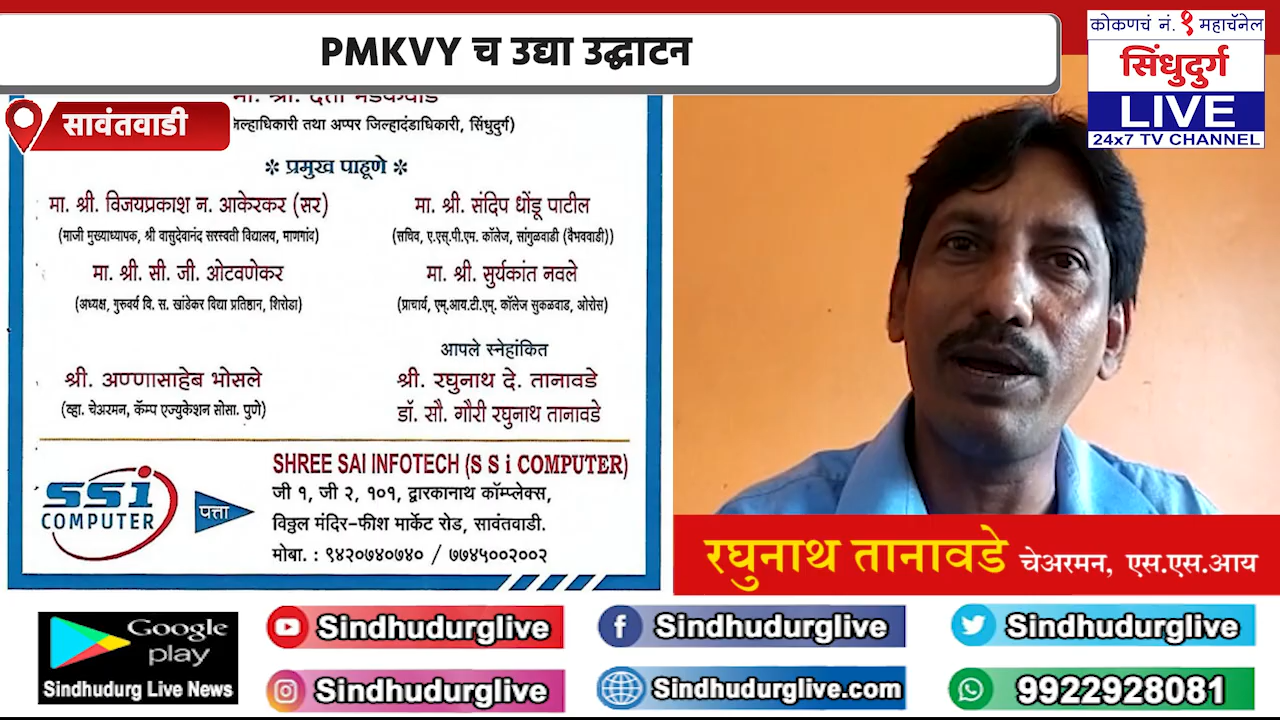 PMKVY च उद्या उद्घाटन
कोकणचं नं. १ महाचॅनेल
सिंधुदुर्ग
LIVE
24x7 TV CHANNEL
सावंतवाडी
मा. श्री. दत्ता भडकवाड
जिल्हाधिकारी तथा अप्पर जिल्हादंडाधिकारी, सिंधुदुर्ग)
✻ प्रमुख पाहूणे ✻
मा. श्री. विजयप्रकाश न. आकेरकर (सर)
(माजी मुख्याध्यापक, श्री वासुदेवानंद सरस्वती विद्यालय, माणगांव)
मा. श्री. संदिप धोंडू पाटील
(सचिव, ए.एस्.पी.एम. कॉलेज, सांगुळवाडी (वैभववाडी))
मा. श्री. सी. जी. ओटवणेकर
(अध्यक्ष, गुरुवर्य वि. स. खांडेकर विद्या प्रतिष्ठान, शिरोडा)
मा. श्री. सुर्यकांत नवले
(प्राचार्य, एम्.आय.टी.एम्. कॉलेज सुकळवाड, ओरोस)
आपले स्नेहांकित
श्री. अण्णासाहेब भोसले
(व्हा. चेअरमन, कॅम्प एज्युकेशन सोसा. पुणे)
श्री. रघुनाथ दे. तानावडे
डॉ. सौ. गौरी रघुनाथ तानावडे
ssi
COMPUTER
पत्ता
SHREE SAI INFOTECH (S S i COMPUTER)
जी १, जी २, १०१, द्वारकानाथ कॉम्प्लेक्स,
विठ्ठल मंदिर-फीश मार्केट रोड, सावंतवाडी.
मोबा. : ९४२०७४०७४० / ७७४५००२००२
रघुनाथ तानावडे चेअरमन, एस.एस.आय
Google play
Sindhudurg Live News
Sindhudurglive
Sindhudurglive
Sindhudurglive
Sindhudurglive
Sindhudurglive.com
9922928081